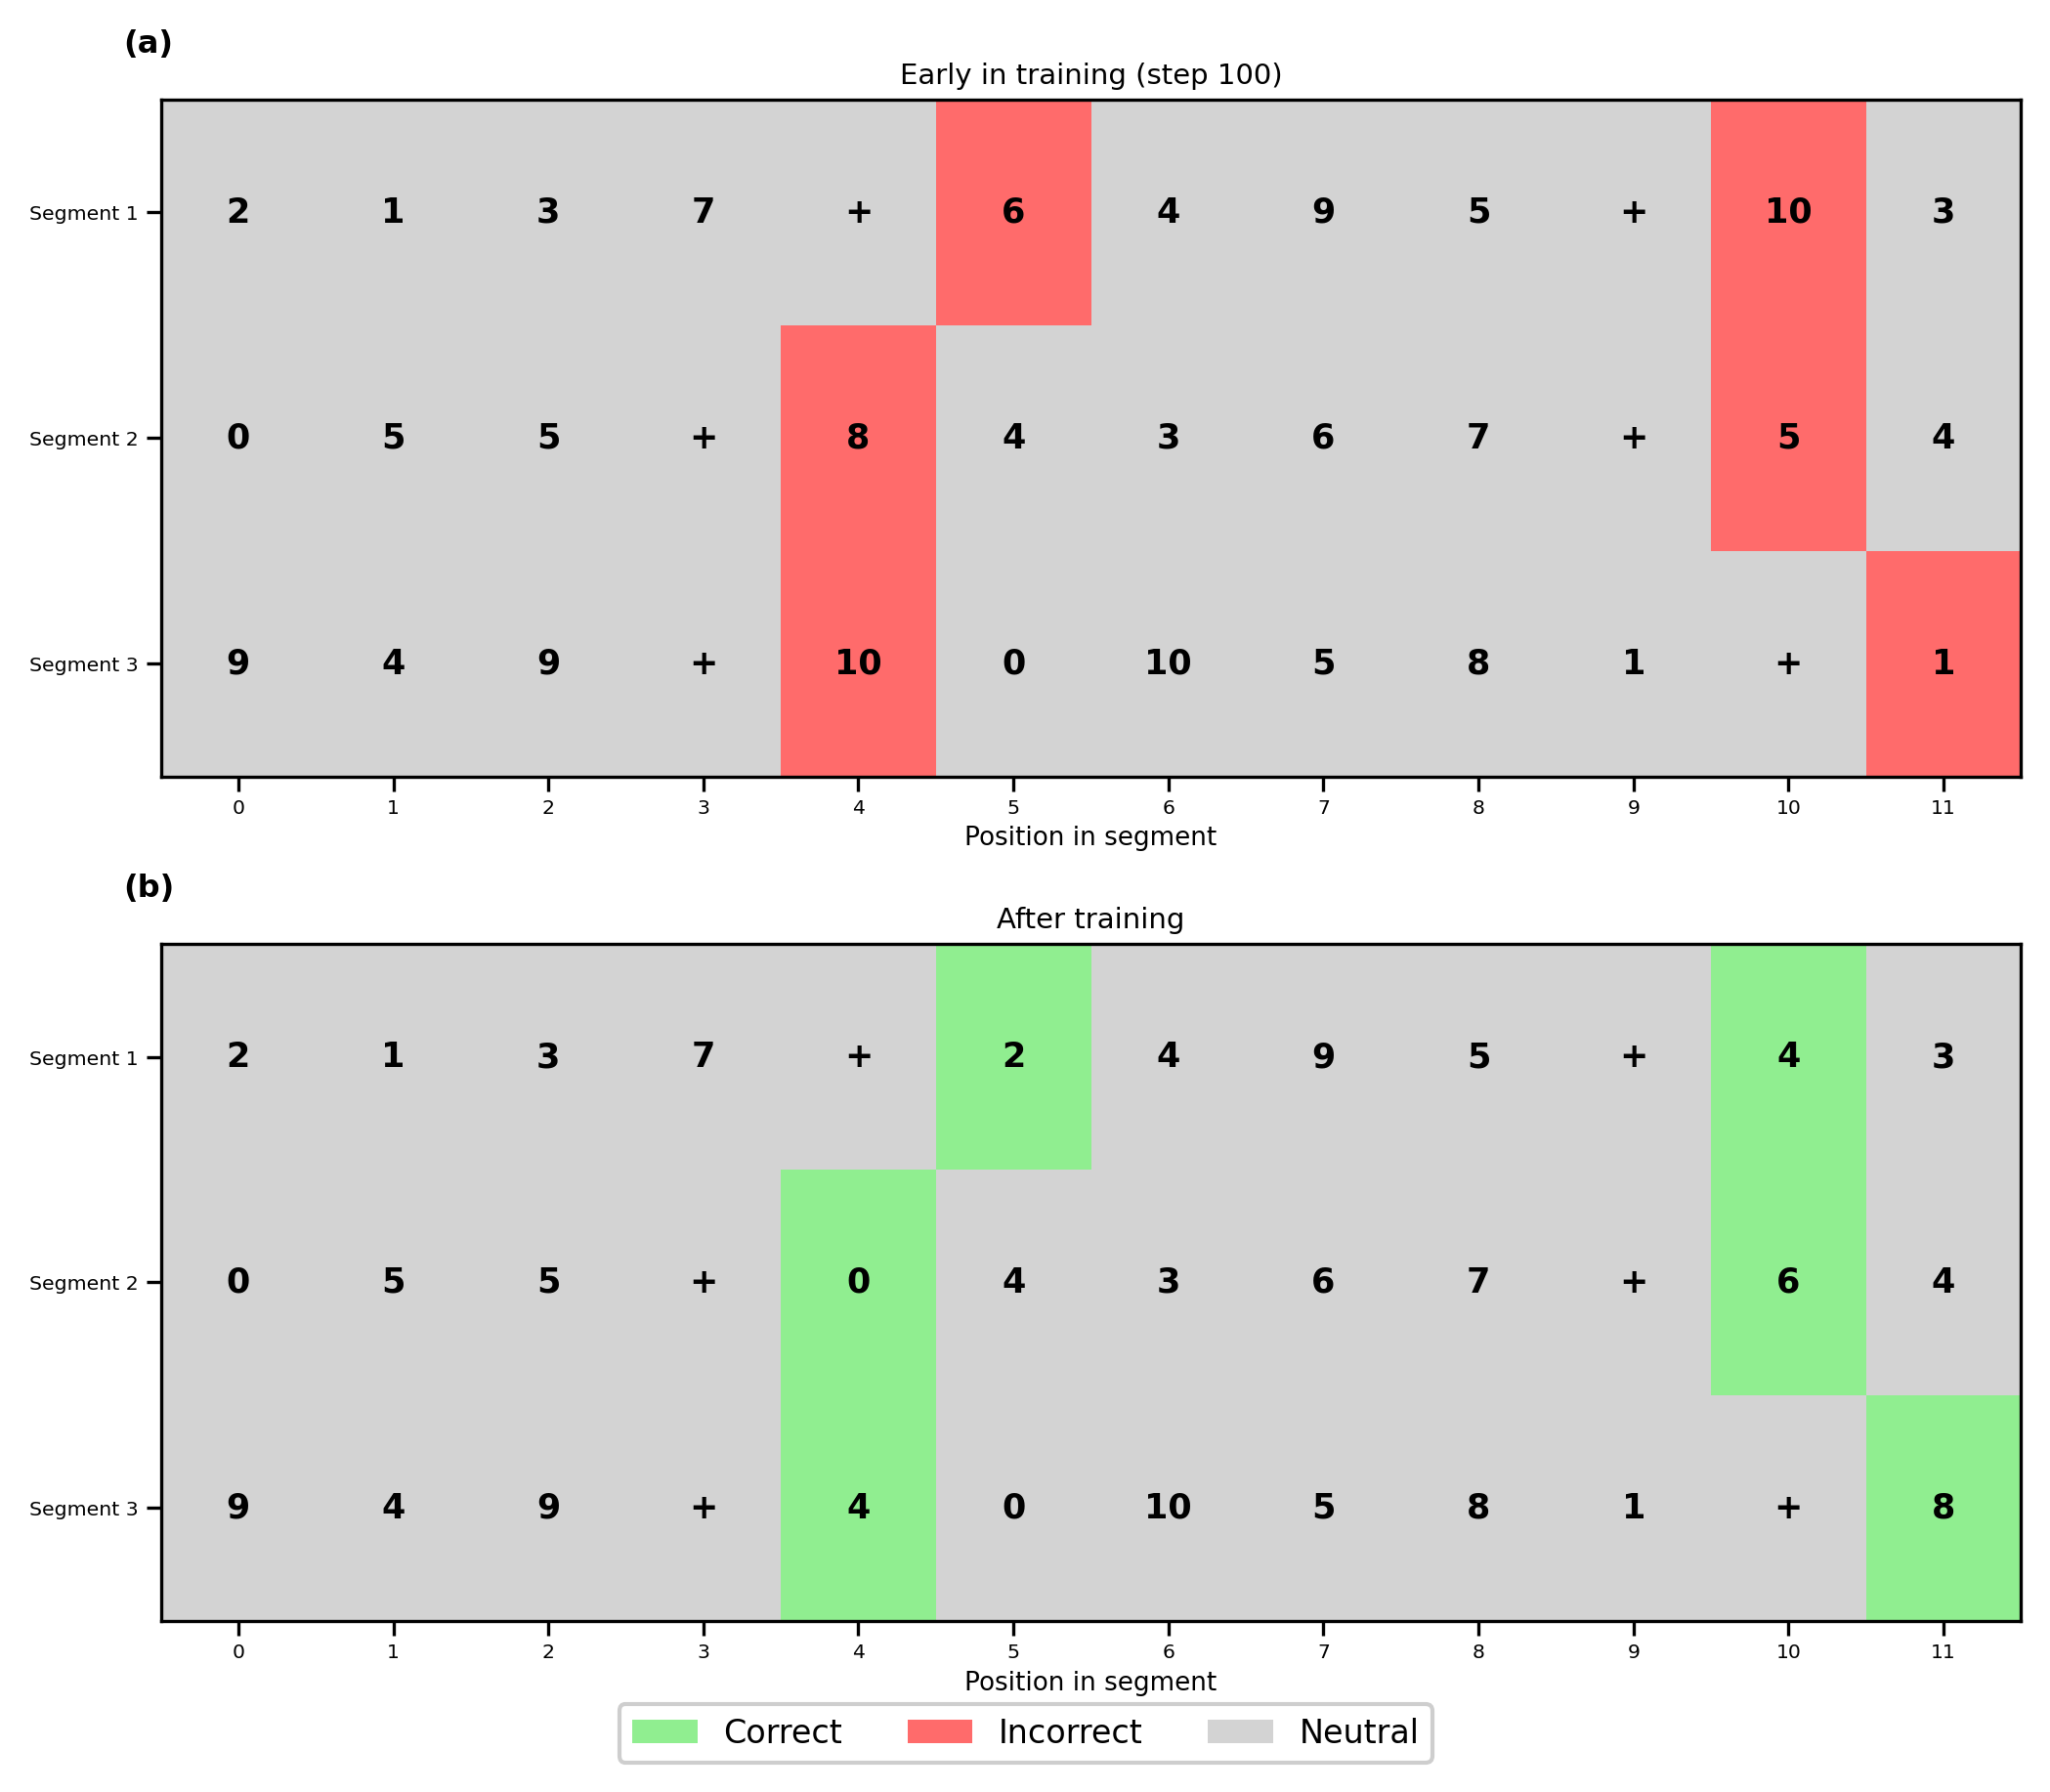 (a)
Early in training (step 100)
Segment 1 2 1 3 7 + 6 4 9 5 + 10 3
Segment 2 0 5 5 + 8 4 3 6 7 + 5 4
Segment 3 9 4 9 + 10 0 10 5 8 1 + 1
0 1 2 3 4 5 6 7 8 9 10 11
Position in segment
(b)
After training
Segment 1 2 1 3 7 + 2 4 9 5 + 4 3
Segment 2 0 5 5 + 0 4 3 6 7 + 6 4
Segment 3 9 4 9 + 4 0 10 5 8 1 + 8
0 1 2 3 4 5 6 7 8 9 10 11
Position in segment
Correct Incorrect Neutral